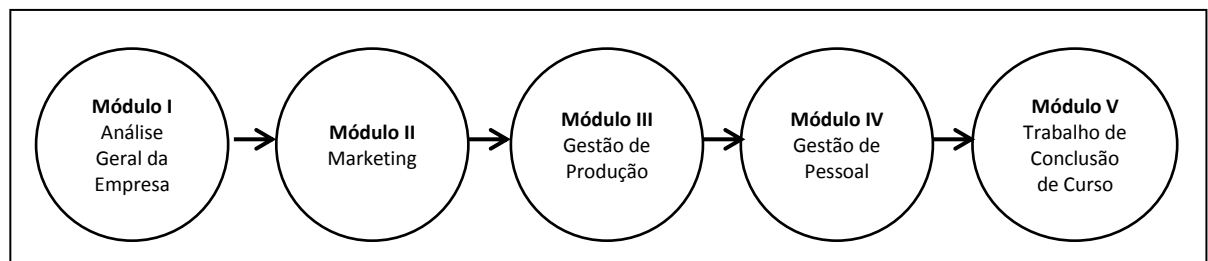 Módulo I
Análise
Geral da
Empresa
Módulo II
Marketing
Módulo III
Gestão de
Produção
Módulo IV
Gestão de
Pessoal
Módulo V
Trabalho de
Conclusão
de Curso